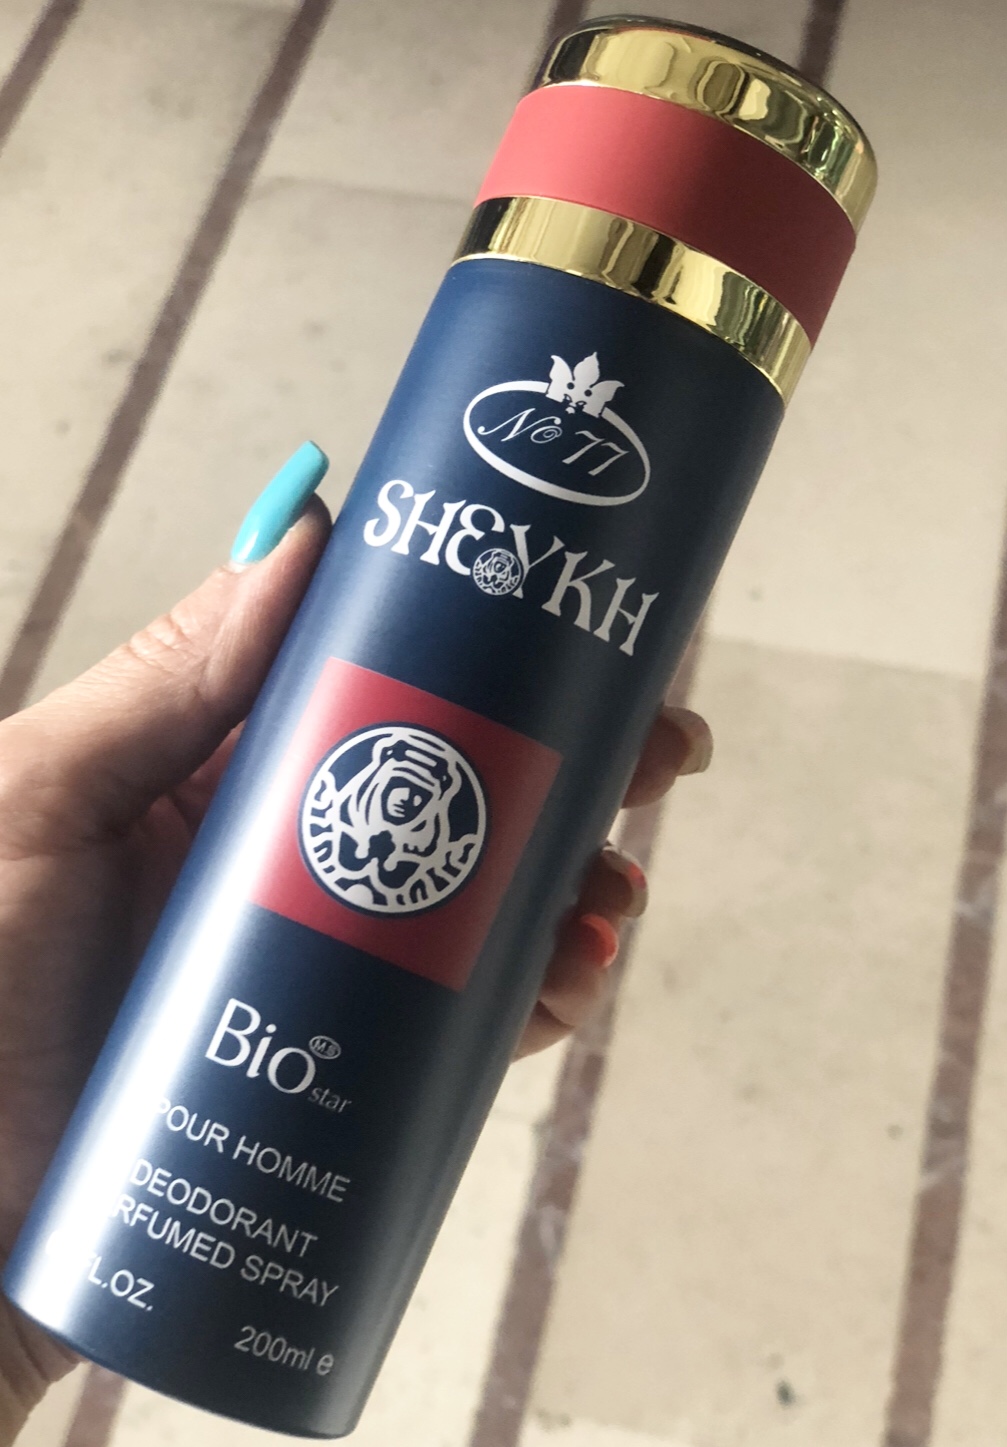 No 77
SHEYKH
Bio
M.S
star
POUR HOMME
DEODORANT
RFUMED SPRAY
FL.OZ.
200ml e